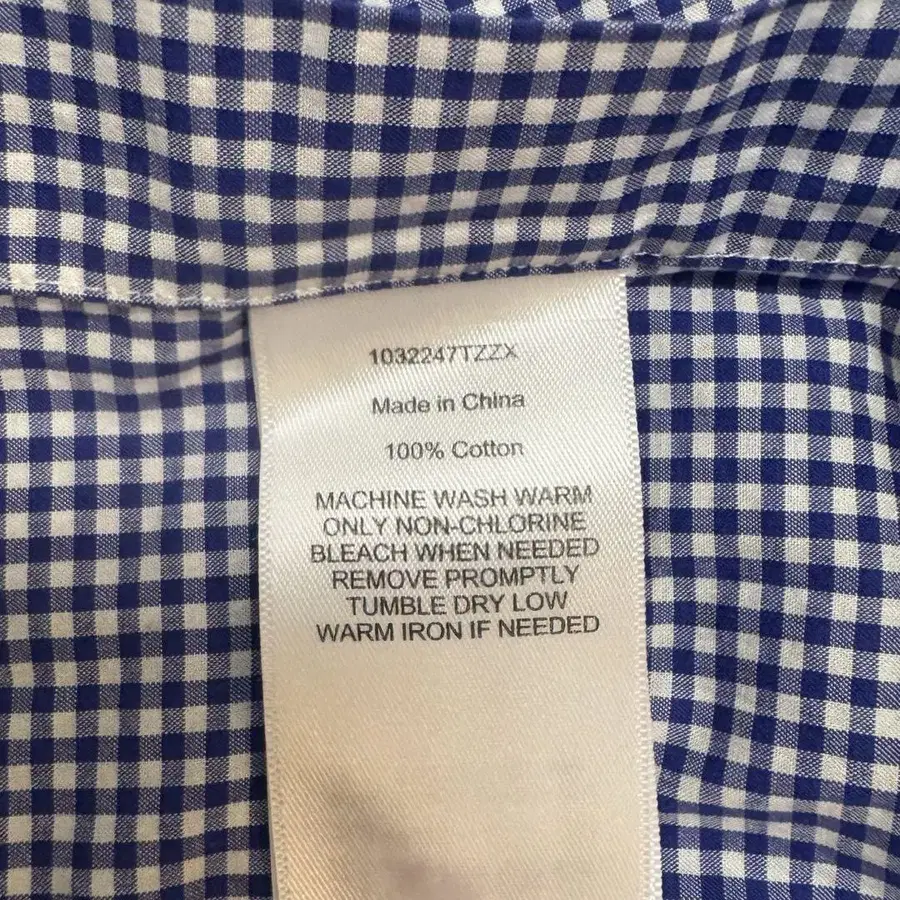 1032247TZZX
Made in China
100% Cotton
MACHINE WASH WARM
ONLY NON-CHLORINE
BLEACH WHEN NEEDED
REMOVE PROMPTLY
TUMBLE DRY LOW
WARM IRON IF NEEDED